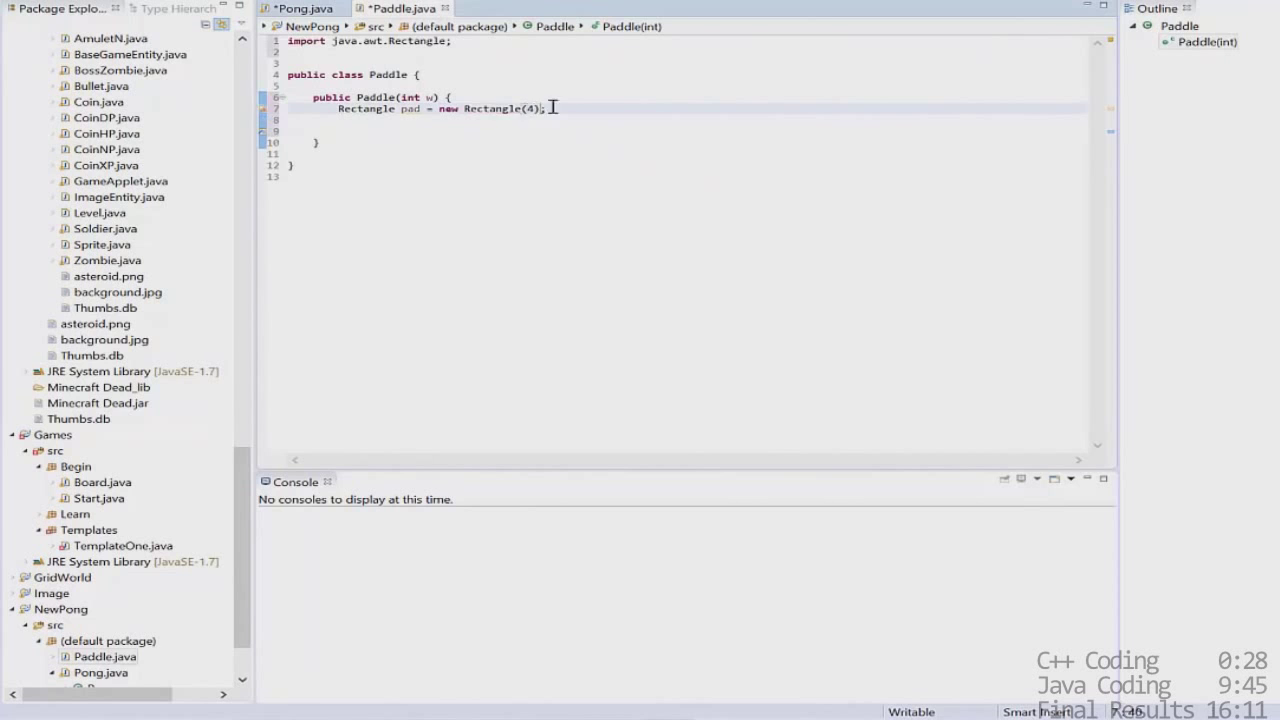 Package Explo...
Type Hierarch
AmuletN.java
BaseGameEntity.java
BossZombie.java
Bullet.java
Coin.java
CoinDP.java
CoinHP.java
CoinNP.java
CoinXP.java
GameApplet.java
ImageEntity.java
Level.java
Soldier.java
Sprite.java
Zombie.java
asteroid.png
background.jpg
Thumbs.db
asteroid.png
background.jpg
Thumbs.db
JRE System Library [JavaSE-1.7]
Minecraft Dead_lib
Minecraft Dead.jar
Thumbs.db
Games
src
Begin
Board.java
Start.java
Learn
Templates
TemplateOne.java
JRE System Library [JavaSE-1.7]
GridWorld
Image
NewPong
src
(default package)
Paddle.java
Pong.java
*Pong.java
*Paddle.java
NewPong src (default package) Paddle Paddle(int)
1 import java.awt.Rectangle;
2
3
4 public class Paddle {
5
6 public Paddle(int w) {
7 Rectangle pad = new Rectangle(4);
8
9
10 }
11
12 }
13
Console
No consoles to display at this time.
Outline
Paddle
Paddle(int)
Writable
Smart Insert
C++ Coding 0:28
Java Coding 9:45
Final Results 16:11